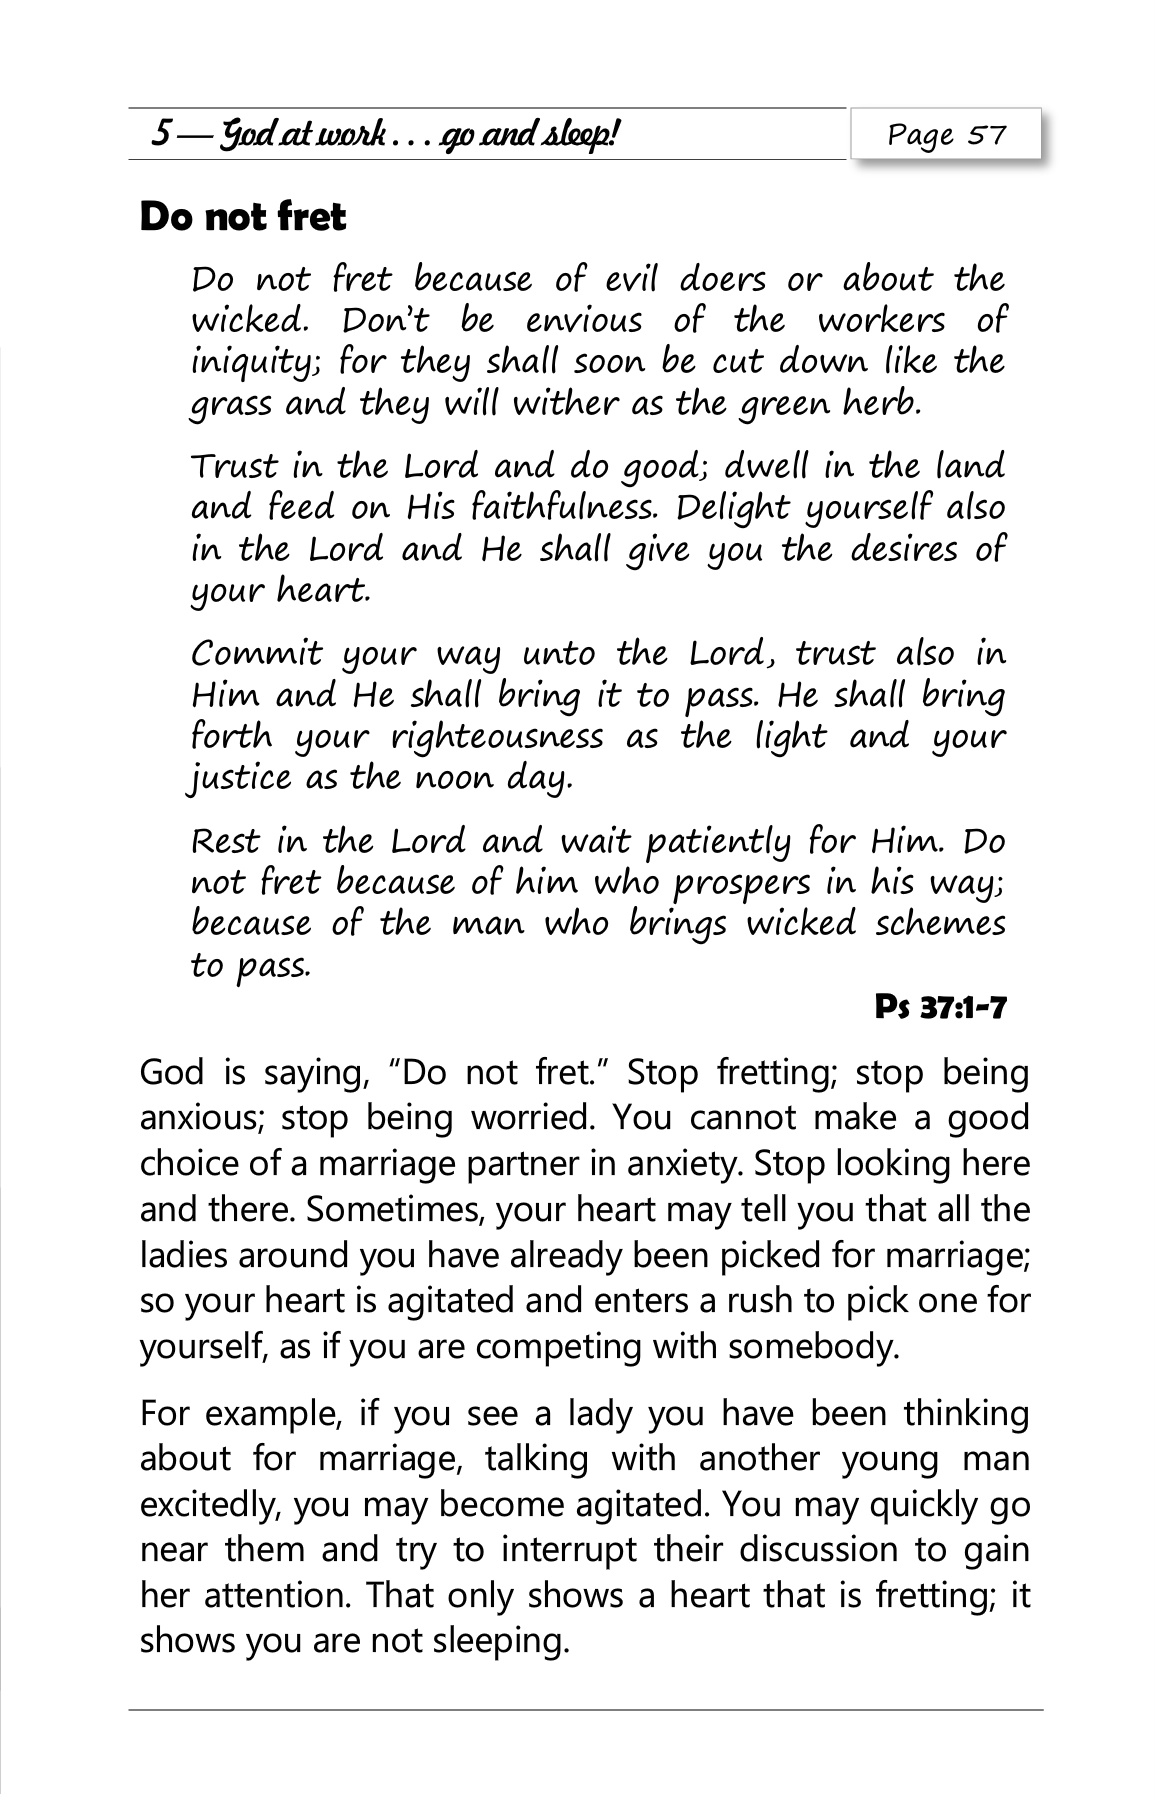 5 — God at work . . . go and sleep!
Page 57
Do not fret
Do not fret because of evil doers or about the
wicked. Don’t be envious of the workers of
iniquity; for they shall soon be cut down like the
grass and they will wither as the green herb.
Trust in the Lord and do good; dwell in the land
and feed on His faithfulness. Delight yourself also
in the Lord and He shall give you the desires of
your heart.
Commit your way unto the Lord, trust also in
Him and He shall bring it to pass. He shall bring
forth your righteousness as the light and your
justice as the noon day.
Rest in the Lord and wait patiently for Him. Do
not fret because of him who prospers in his way;
because of the man who brings wicked schemes
to pass.
Ps 37:1-7
God is saying, “Do not fret.” Stop fretting; stop being
anxious; stop being worried. You cannot make a good
choice of a marriage partner in anxiety. Stop looking here
and there. Sometimes, your heart may tell you that all the
ladies around you have already been picked for marriage;
so your heart is agitated and enters a rush to pick one for
yourself, as if you are competing with somebody.
For example, if you see a lady you have been thinking
about for marriage, talking with another young man
excitedly, you may become agitated. You may quickly go
near them and try to interrupt their discussion to gain
her attention. That only shows a heart that is fretting; it
shows you are not sleeping.